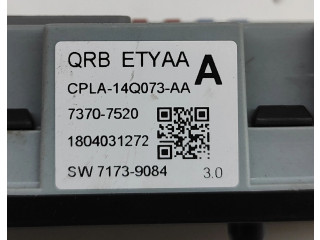 QRB ETYAA A
CPLA-14Q073-AA
7370-7520
1804031272
SW 7173-9084 3.0